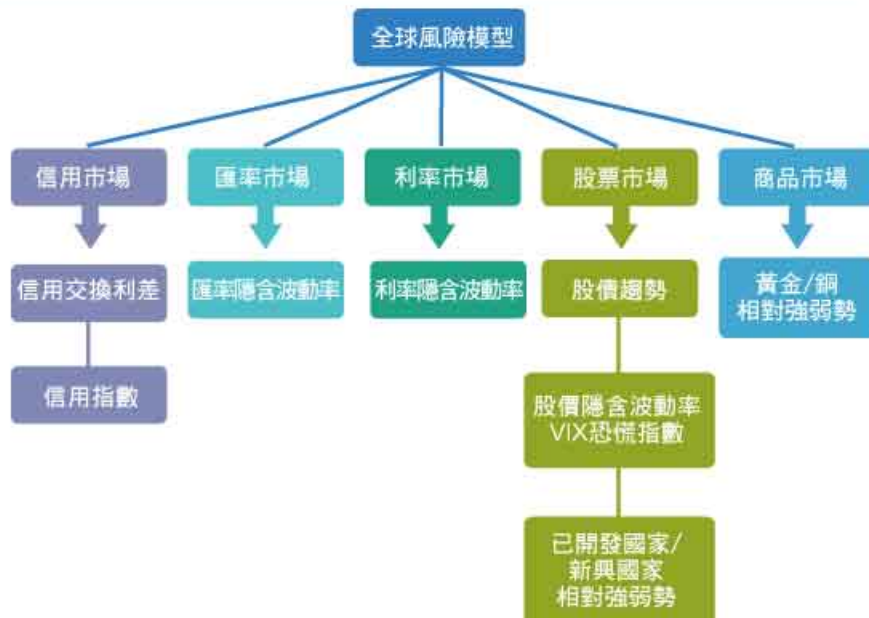 全球風險模型
信用市場
匯率市場
利率市場
股票市場
商品市場
信用交換利差
匯率隱含波動率
利率隱含波動率
股價趨勢
黃金/銅
相對強弱勢
信用指數
股價隱含波動率
VIX恐慌指數
已開發國家/
新興國家
相對強弱勢